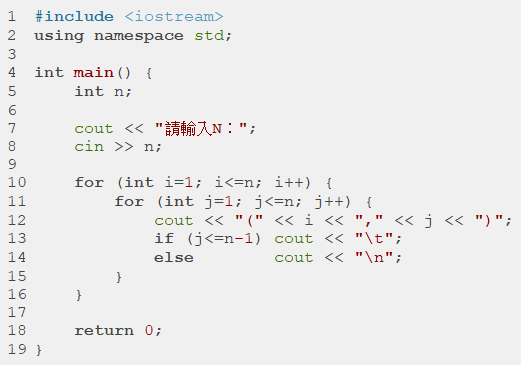 1 #include <iostream>
2 using namespace std;
3
4 int main() {
5     int n;
6
7     cout << "請輸入N：";
8     cin >> n;
9
10     for (int i=1; i<=n; i++) {
11         for (int j=1; j<=n; j++) {
12             cout << "(" << i << "," << j << ")";
13             if (j<=n-1) cout << "\t";
14             else        cout << "\n";
15         }
16     }
17
18     return 0;
19 }